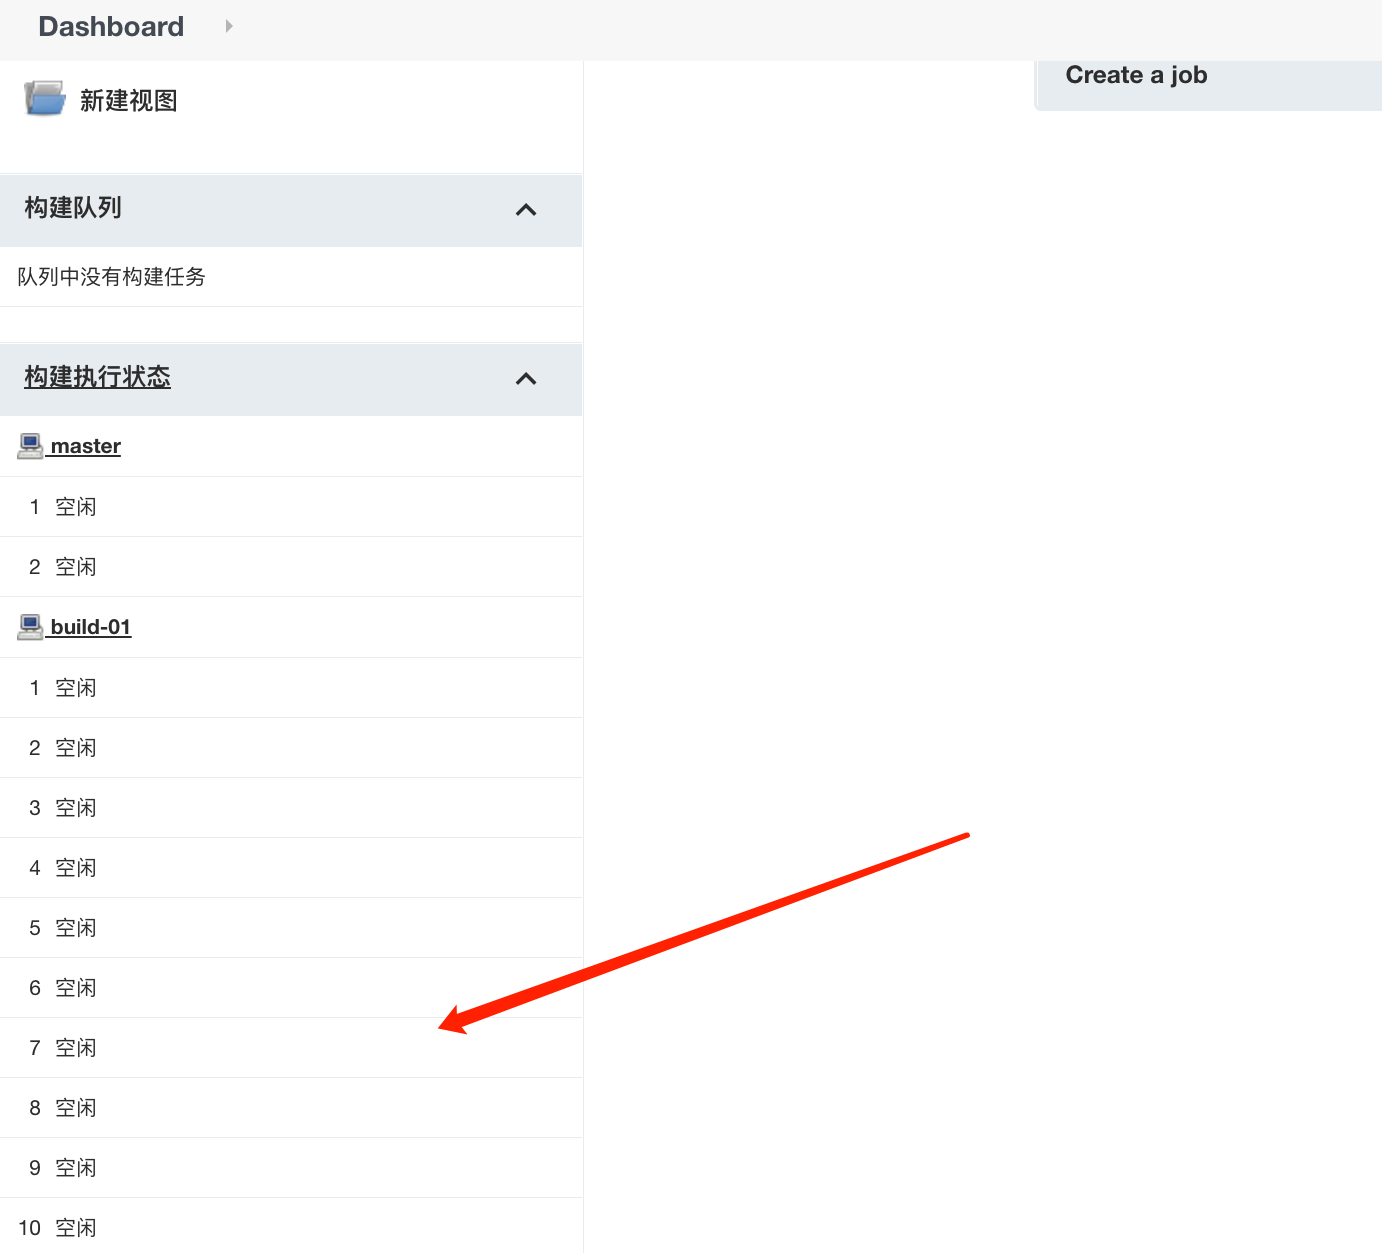 Dashboard
新建视图
Create a job
构建队列
队列中没有构建任务
构建执行状态
master
1 空闲
2 空闲
build-01
1 空闲
2 空闲
3 空闲
4 空闲
5 空闲
6 空闲
7 空闲
8 空闲
9 空闲
10 空闲